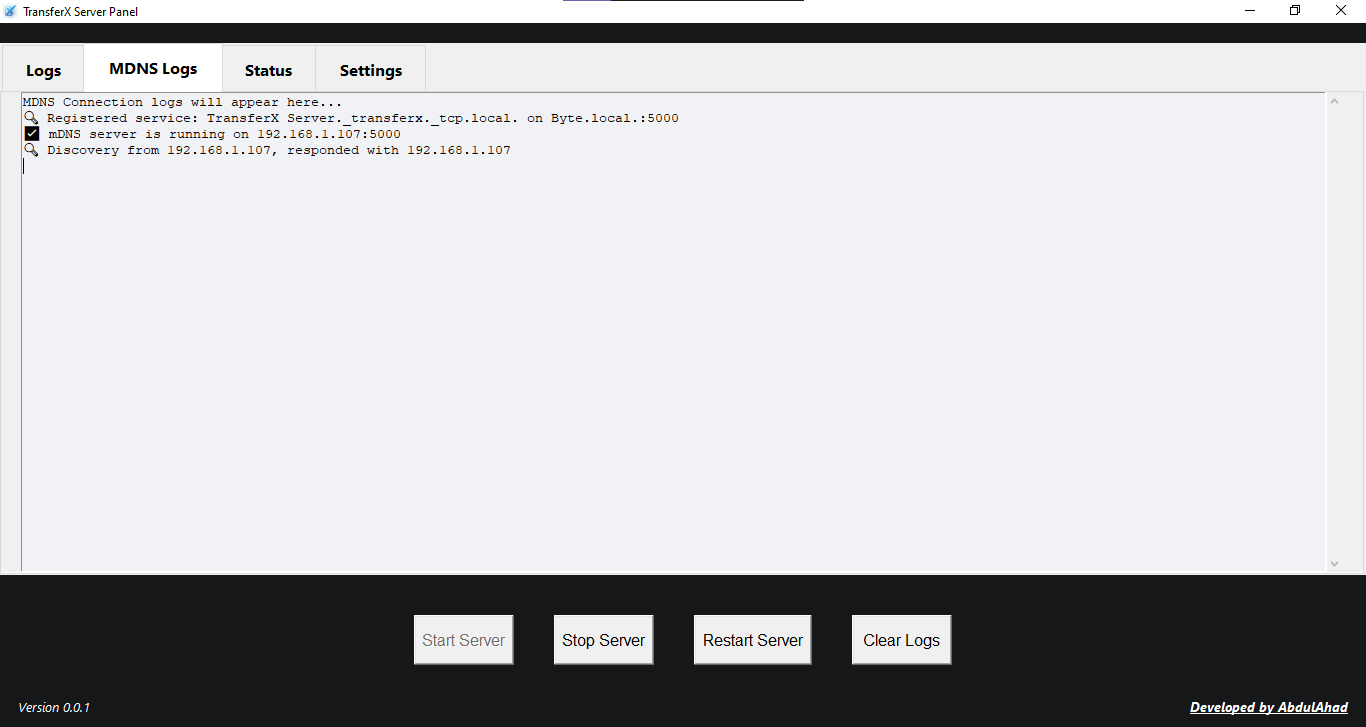 TransferX Server Panel
Logs MDNS Logs Status Settings
MDNS Connection logs will appear here...
Registered service: TransferX Server._transferx._tcp.local. on Byte.local.:5000
mDNS server is running on 192.168.1.107:5000
Discovery from 192.168.1.107, responded with 192.168.1.107
Start Server Stop Server Restart Server Clear Logs
Version 0.0.1 Developed by AbdulAhad